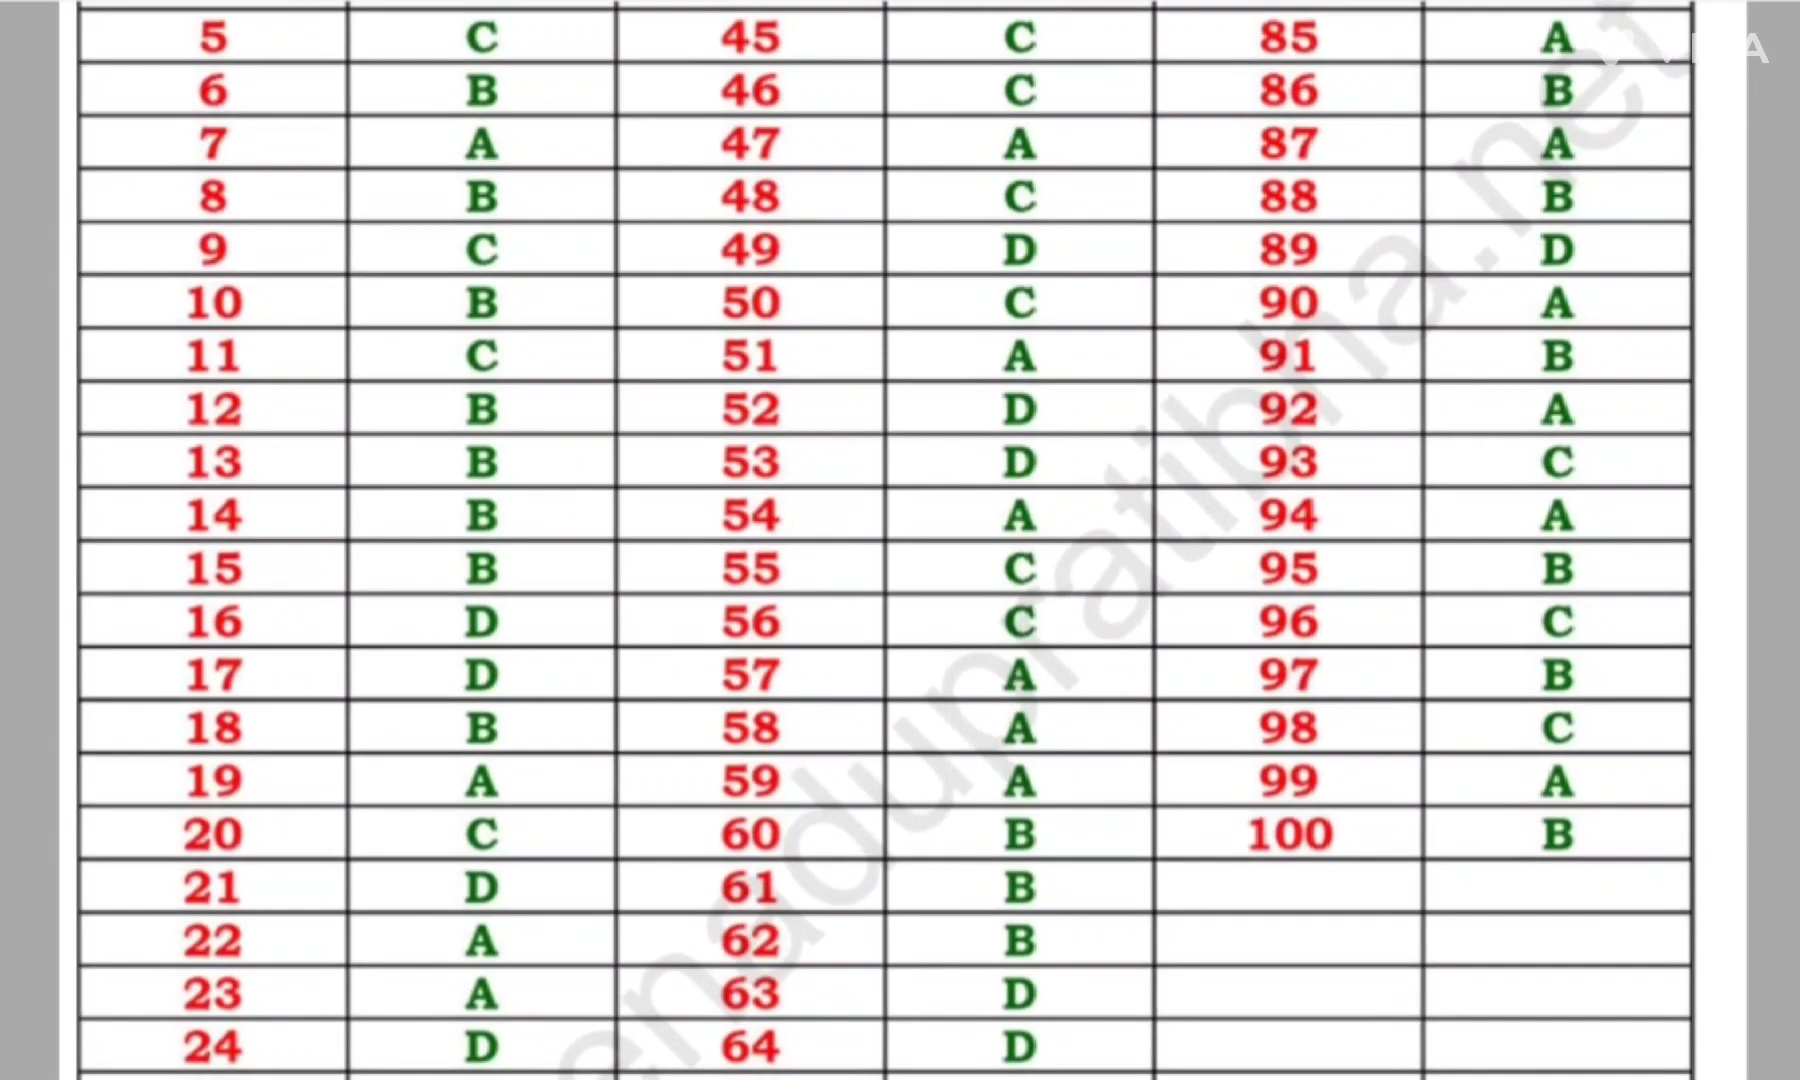 5 C 45 C 85 A
6 B 46 C 86 B
7 A 47 A 87 A
8 B 48 C 88 B
9 C 49 D 89 D
10 B 50 C 90 A
11 C 51 A 91 B
12 B 52 D 92 A
13 B 53 D 93 C
14 B 54 A 94 A
15 B 55 C 95 B
16 D 56 C 96 C
17 D 57 A 97 B
18 B 58 A 98 C
19 A 59 A 99 A
20 C 60 B 100 B
21 D 61 B
22 A 62 B
23 A 63 D
24 D 64 D
enadupratibha.net